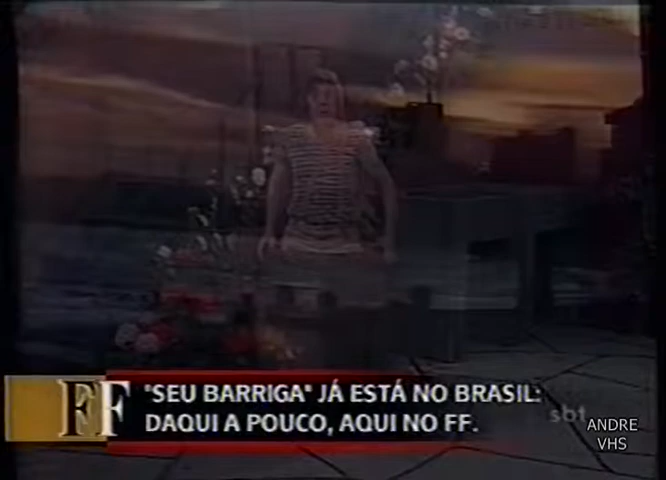 FF
"SEU BARRIGA" JÁ ESTÁ NO BRASIL:
DAQUI A POUCO, AQUI NO FF.
sbt
ANDRE
VHS